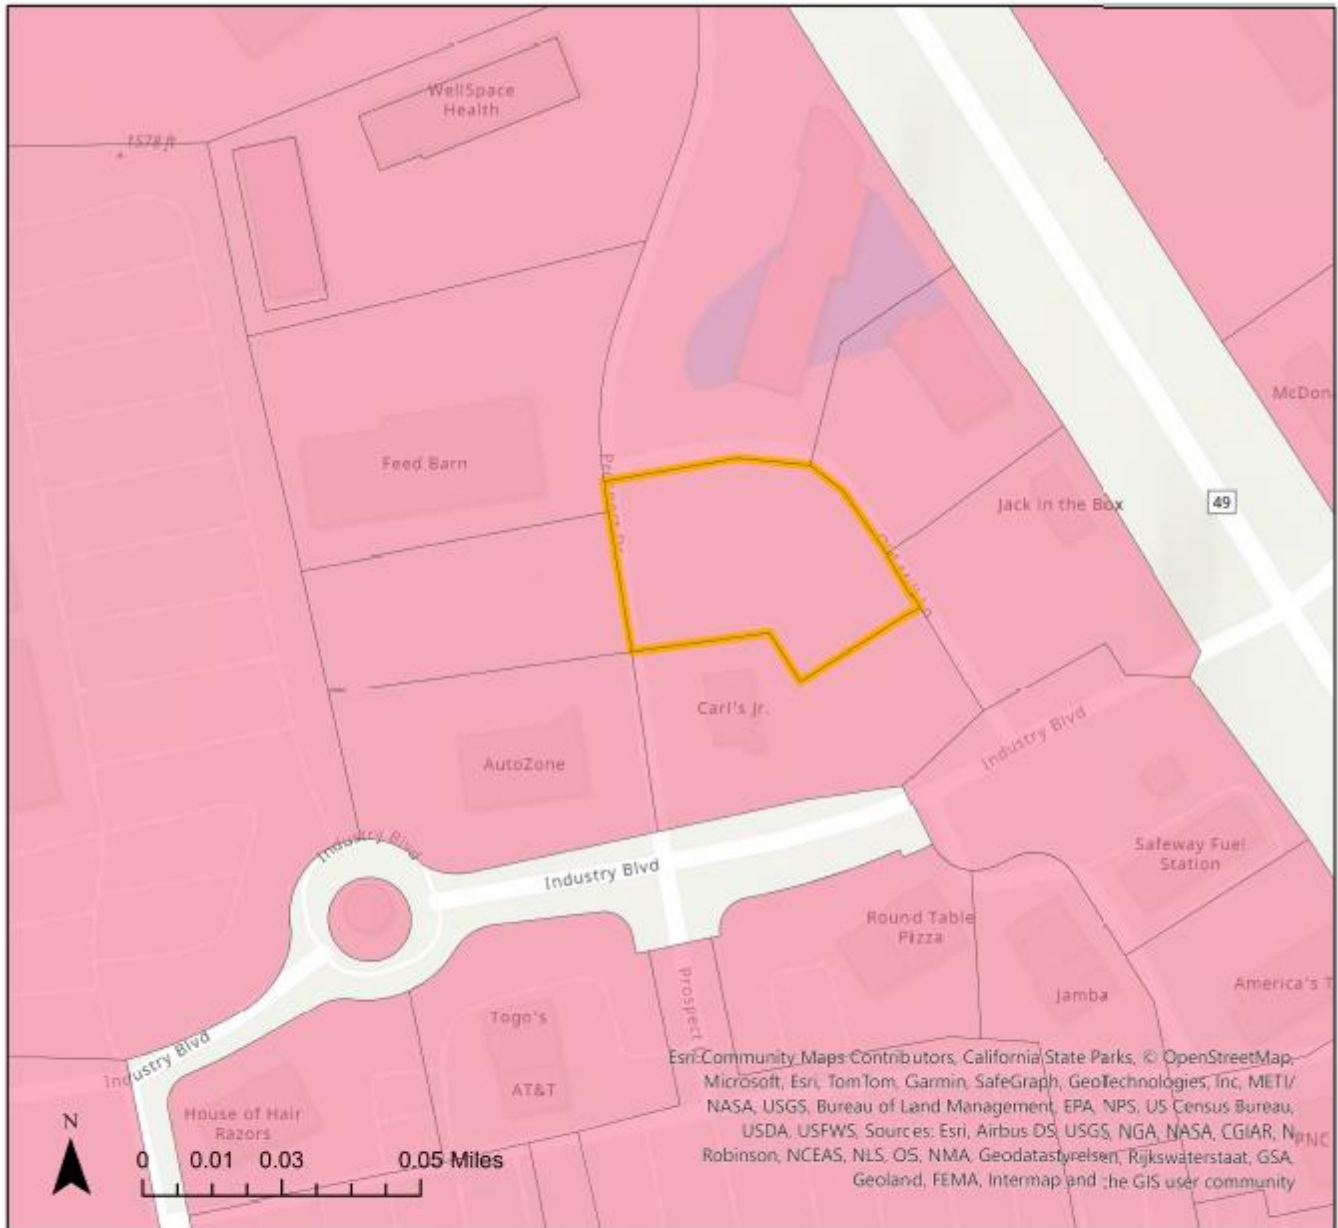 WellSpace
Health
1578 ft
McDon
Feed Barn
Jack in the Box
49
Carl's Jr.
Industry Blvd
AutoZone
Industry Blvd
Safeway Fuel
Station
Industry Blvd
Round Table
Pizza
America's T
Prospect
Jamba
Togo's
Industry Blvd
AT&T
House of Hair
Razors
PNC
N
0 0.01 0.03 0.05 Miles
Esri Community Maps Contributors, California State Parks, © OpenStreetMap,
Microsoft, Esri, TomTom, Garmin, SafeGraph, GeoTechnologies, Inc, METI/
NASA, USGS, Bureau of Land Management, EPA, NPS, US Census Bureau,
USDA, USFWS, Sources: Esri, Airbus DS, USGS, NGA, NASA, CGIAR, N
Robinson, NCEAS, NLS, OS, NMA, Geodatastyrelsen, Rijkswaterstaat, GSA,
Geoland, FEMA, Intermap and the GIS user community